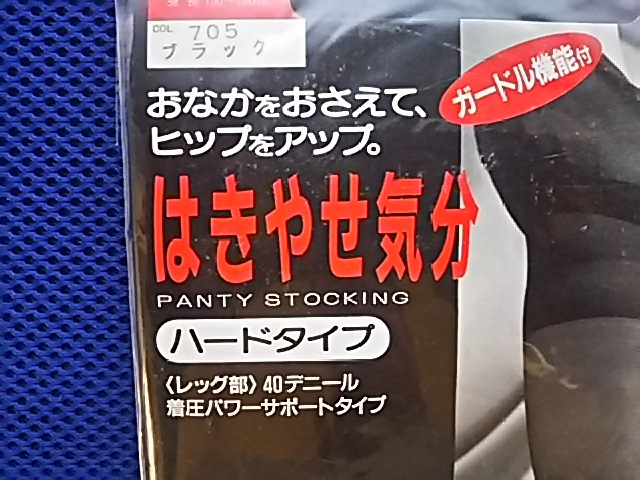 COL 705
ブラック
ガードル機能付
おなかをおさえて、
ヒップをアップ。
はきやせ気分
PANTY STOCKING
ハードタイプ
〈レッグ部〉40デニール
着圧パワーサポートタイプ